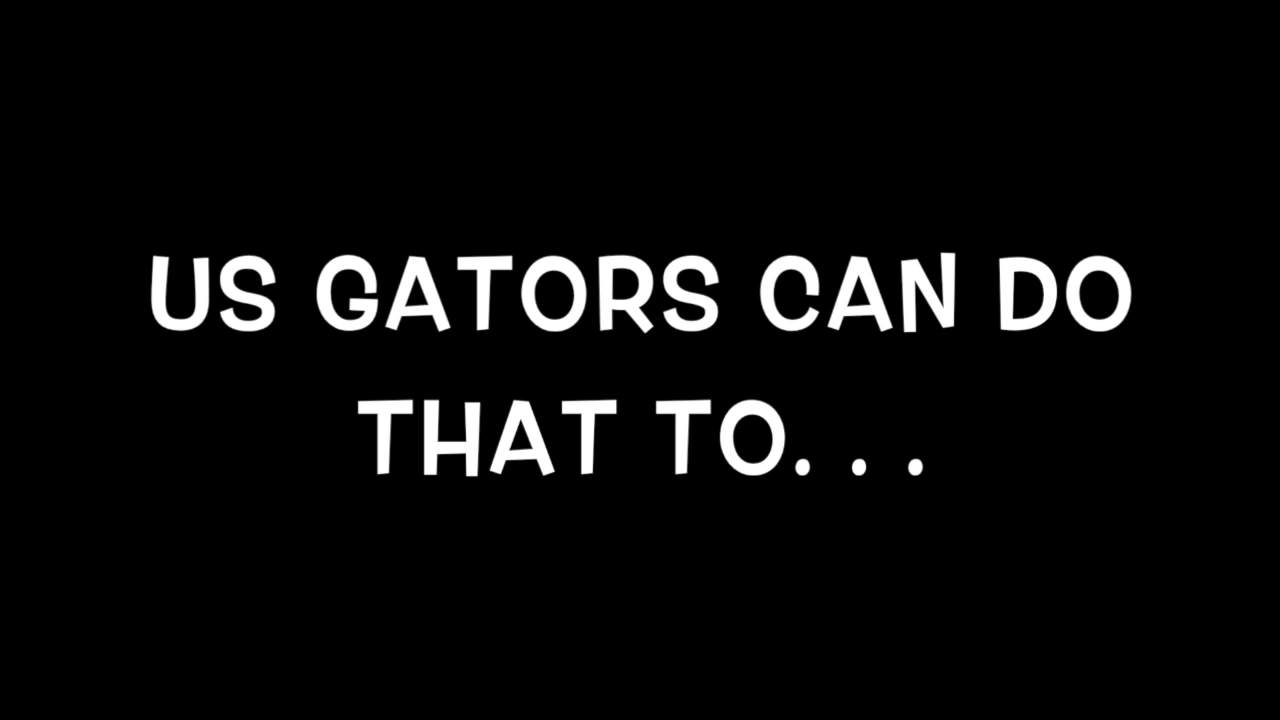 US GATORS CAN DO
THAT TO. . .